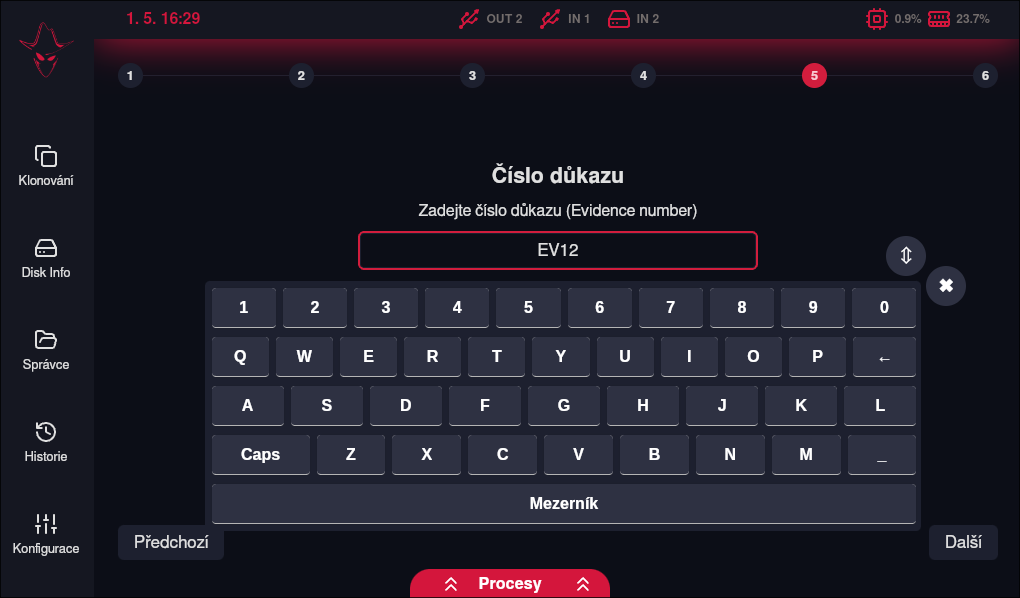 1. 5. 16:29
OUT 2
IN 1
IN 2
0.9%
23.7%
1
2
3
4
5
6
Klonování
Disk Info
Správce
Historie
Konfigurace
Číslo důkazu
Zadejte číslo důkazu (Evidence number)
EV12
⇕
✖
1 2 3 4 5 6 7 8 9 0
Q W E R T Y U I O P ←
A S D F G H J K L
Caps Z X C V B N M _
Mezerník
Předchozí
Další
Procesy